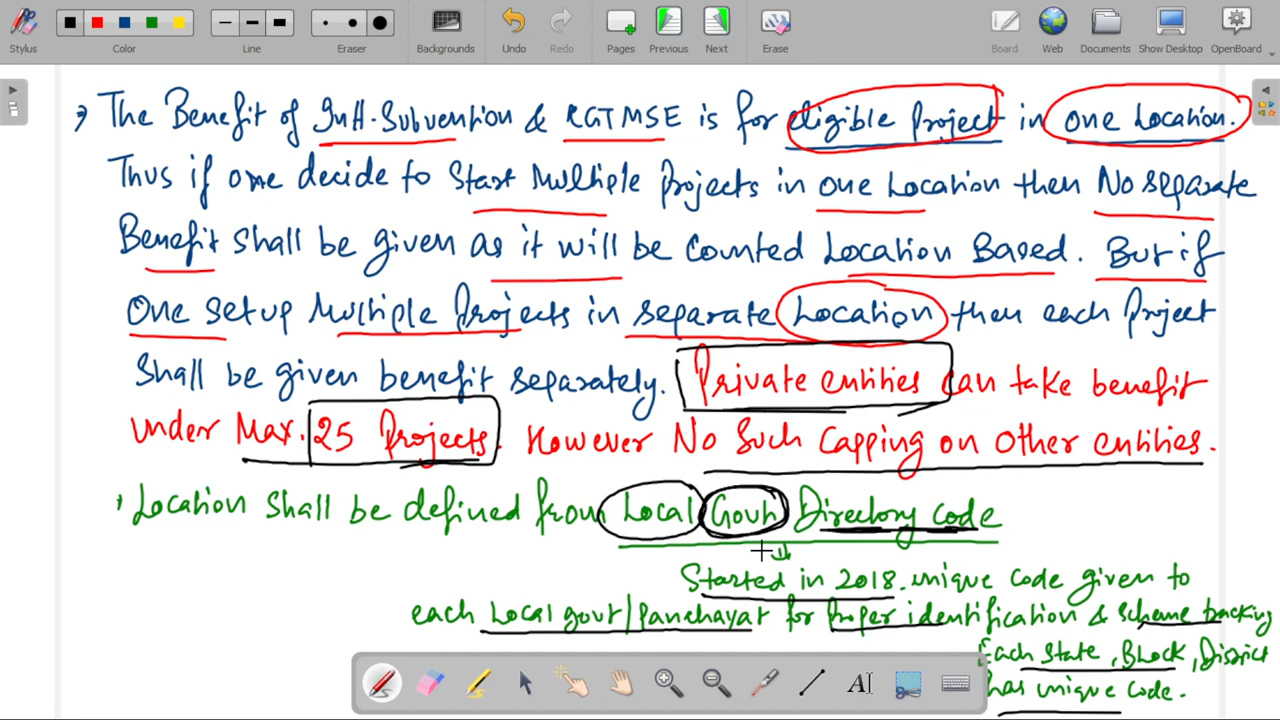 Stylus
Color
Line
Eraser
Backgrounds
Undo
Redo
Pages
Previous
Next
Erase
Board
Web
Documents
Show Desktop
OpenBoard
→ The Benefit of Int. Subvention & CGTMSE is for eligible Project in one Location.
Thus if one decide to Start Multiple Projects in one Location then No separate
Benefit shall be given as it will be counted Location Based. But if
One setup Multiple Projects in separate Location then each Project
Shall be given benefit separately. Private entities can take benefit
under Max. 25 Projects. However No Such Capping on Other entities.
Location shall be defined from Local Govt Directory code
Started in 2018. unique code given to
each Local govt/panchayat for Proper identification & scheme tracking
Each State, Block, District
has unique code.